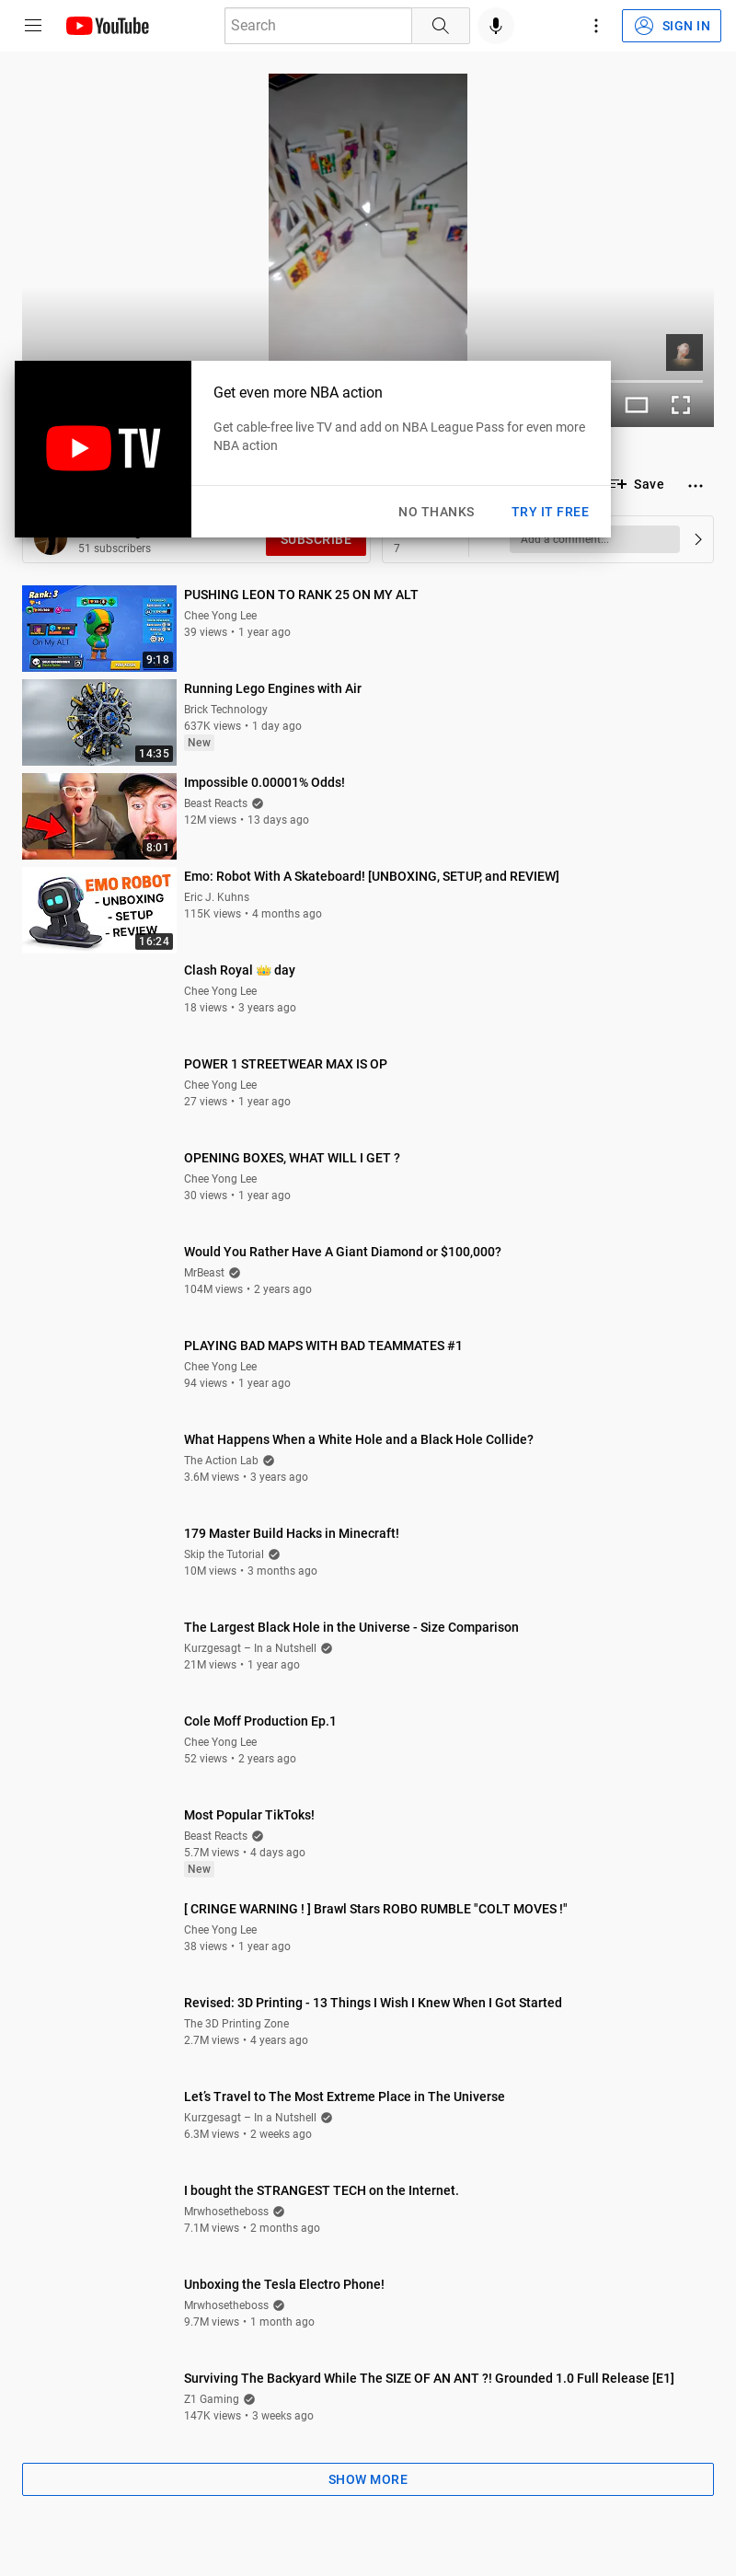 YouTube
Search
SIGN IN
TV
Get even more NBA action
Get cable-free live TV and add on NBA League Pass for even more
NBA action
NO THANKS
TRY IT FREE
Save
51 subscribers
SUBSCRIBE
7
Add a comment...
Rank: 3
On My ALT
9:18
PUSHING LEON TO RANK 25 ON MY ALT
Chee Yong Lee
39 views • 1 year ago
14:35
Running Lego Engines with Air
Brick Technology
637K views • 1 day ago
New
8:01
Impossible 0.00001% Odds!
Beast Reacts
12M views • 13 days ago
EMO ROBOT
- UNBOXING
- SETUP
- REVIEW
16:24
Emo: Robot With A Skateboard! [UNBOXING, SETUP, and REVIEW]
Eric J. Kuhns
115K views • 4 months ago
Clash Royal 👑 day
Chee Yong Lee
18 views • 3 years ago
POWER 1 STREETWEAR MAX IS OP
Chee Yong Lee
27 views • 1 year ago
OPENING BOXES, WHAT WILL I GET ?
Chee Yong Lee
30 views • 1 year ago
Would You Rather Have A Giant Diamond or $100,000?
MrBeast
104M views • 2 years ago
PLAYING BAD MAPS WITH BAD TEAMMATES #1
Chee Yong Lee
94 views • 1 year ago
What Happens When a White Hole and a Black Hole Collide?
The Action Lab
3.6M views • 3 years ago
179 Master Build Hacks in Minecraft!
Skip the Tutorial
10M views • 3 months ago
The Largest Black Hole in the Universe - Size Comparison
Kurzgesagt – In a Nutshell
21M views • 1 year ago
Cole Moff Production Ep.1
Chee Yong Lee
52 views • 2 years ago
Most Popular TikToks!
Beast Reacts
5.7M views • 4 days ago
New
[ CRINGE WARNING ! ] Brawl Stars ROBO RUMBLE "COLT MOVES !"
Chee Yong Lee
38 views • 1 year ago
Revised: 3D Printing - 13 Things I Wish I Knew When I Got Started
The 3D Printing Zone
2.7M views • 4 years ago
Let’s Travel to The Most Extreme Place in The Universe
Kurzgesagt – In a Nutshell
6.3M views • 2 weeks ago
I bought the STRANGEST TECH on the Internet.
Mrwhosetheboss
7.1M views • 2 months ago
Unboxing the Tesla Electro Phone!
Mrwhosetheboss
9.7M views • 1 month ago
Surviving The Backyard While The SIZE OF AN ANT ?! Grounded 1.0 Full Release [E1]
Z1 Gaming
147K views • 3 weeks ago
SHOW MORE